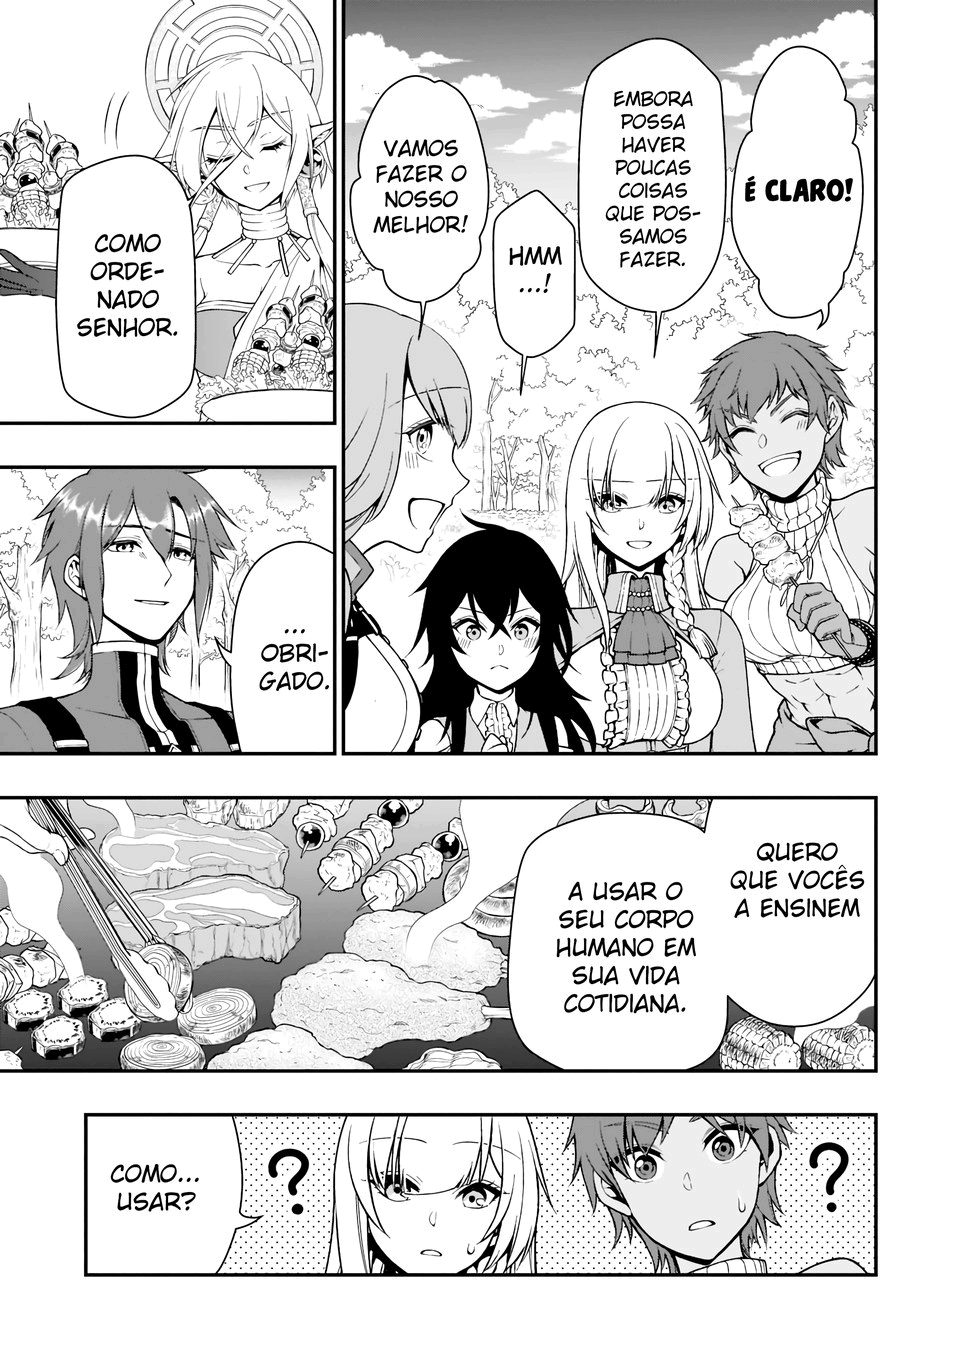 É CLARO!
EMBORA
POSSA
HAVER
POUCAS
COISAS
QUE POS-
SAMOS
FAZER.
HMM
...!
VAMOS
FAZER O
NOSSO
MELHOR!
COMO
ORDE-
NADO
SENHOR.
...
OBRI-
GADO.
QUERO
QUE VOCÊS
A ENSINEM
A USAR O
SEU CORPO
HUMANO EM
SUA VIDA
COTIDIANA.
?
?
COMO...
USAR?